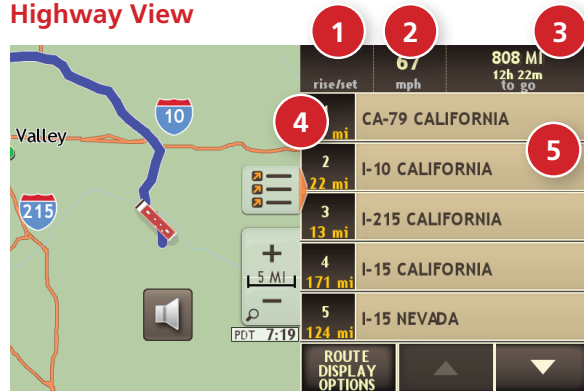 Highway View
1
2
3
67
808 MI
12h 22m
rise/set
mph
to go
4
mi
CA-79 CALIFORNIA
5
10
Valley
2
22 mi
I-10 CALIFORNIA
215
3
13 mi
I-215 CALIFORNIA
+
5 MI
−
4
171 mi
I-15 CALIFORNIA
PDT 7:19
5
124 mi
I-15 NEVADA
ROUTE
DISPLAY
OPTIONS